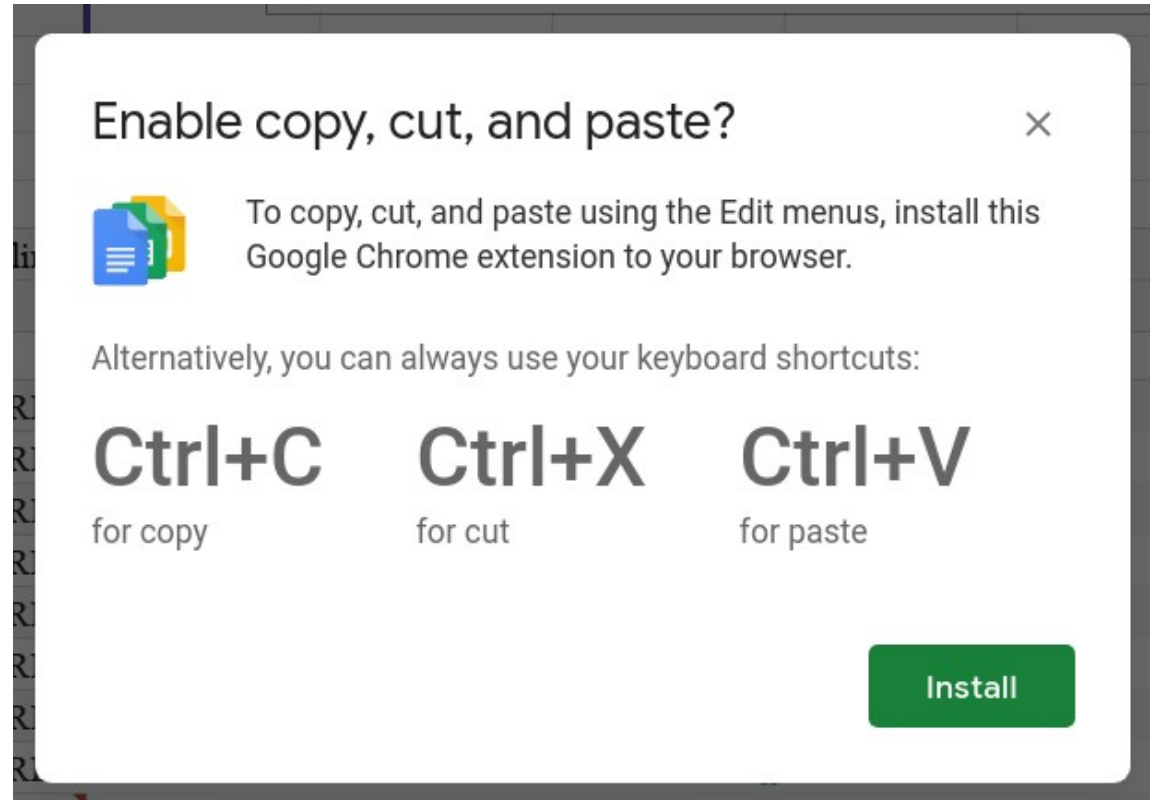 Enable copy, cut, and paste?
To copy, cut, and paste using the Edit menus, install this
Google Chrome extension to your browser.
Alternatively, you can always use your keyboard shortcuts:
Ctrl+C Ctrl+X Ctrl+V
for copy for cut for paste
Install